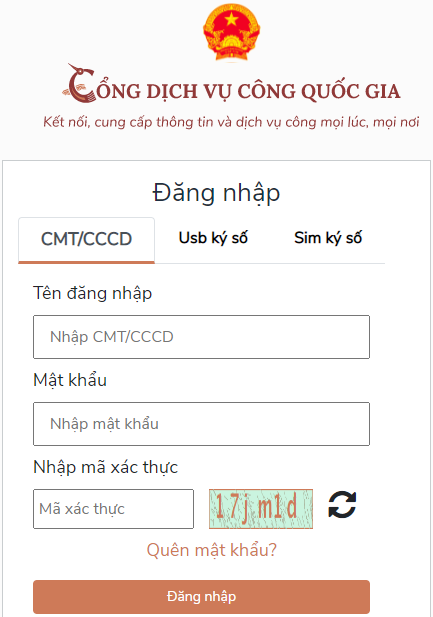 CỔNG DỊCH VỤ CÔNG QUỐC GIA
Kết nối, cung cấp thông tin và dịch vụ công mọi lúc, mọi nơi
Đăng nhập
CMT/CCCD Usb ký số Sim ký số
Tên đăng nhập
Nhập CMT/CCCD
Mật khẩu
Nhập mật khẩu
Nhập mã xác thực
Mã xác thực 17jm1d
Quên mật khẩu?
Đăng nhập